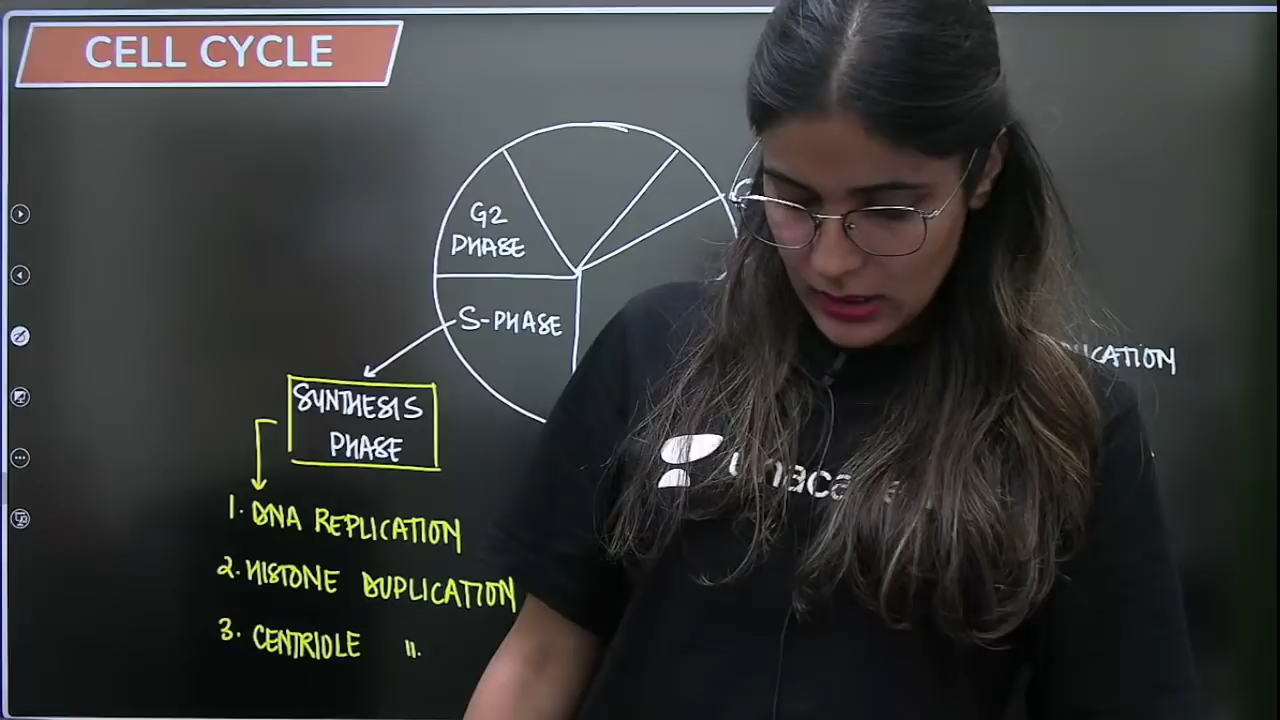 CELL CYCLE
G2
PHASE
S-PHASE
SYNTHESIS
PHASE
1. DNA REPLICATION
2. HISTONE DUPLICATION
3. CENTRIOLE 11.